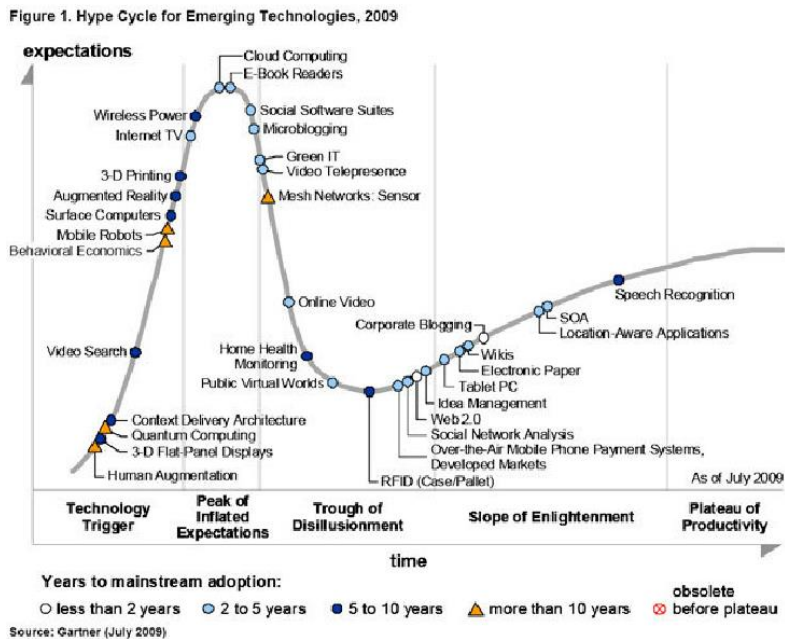 Figure 1. Hype Cycle for Emerging Technologies, 2009
expectations
Cloud Computing
E-Book Readers
Wireless Power
Social Software Suites
Internet TV
Microblogging
Green IT
3-D Printing
Video Telepresence
Augmented Reality
Mesh Networks: Sensor
Surface Computers
Mobile Robots
Behavioral Economics
Online Video
Speech Recognition
SOA
Corporate Blogging
Location-Aware Applications
Video Search
Home Health
Monitoring
Wikis
Electronic Paper
Public Virtual Worlds
Tablet PC
Idea Management
Context Delivery Architecture
Web 2.0
Quantum Computing
Social Network Analysis
3-D Flat-Panel Displays
Over-the-Air Mobile Phone Payment Systems,
Developed Markets
Human Augmentation
RFID (Case/Pallet)
As of July 2009
Technology
Trigger
Peak of
Inflated
Expectations
Trough of
Disillusionment
Slope of Enlightenment
Plateau of
Productivity
time
Years to mainstream adoption:
less than 2 years
2 to 5 years
5 to 10 years
more than 10 years
obsolete
before plateau
Source: Gartner (July 2009)